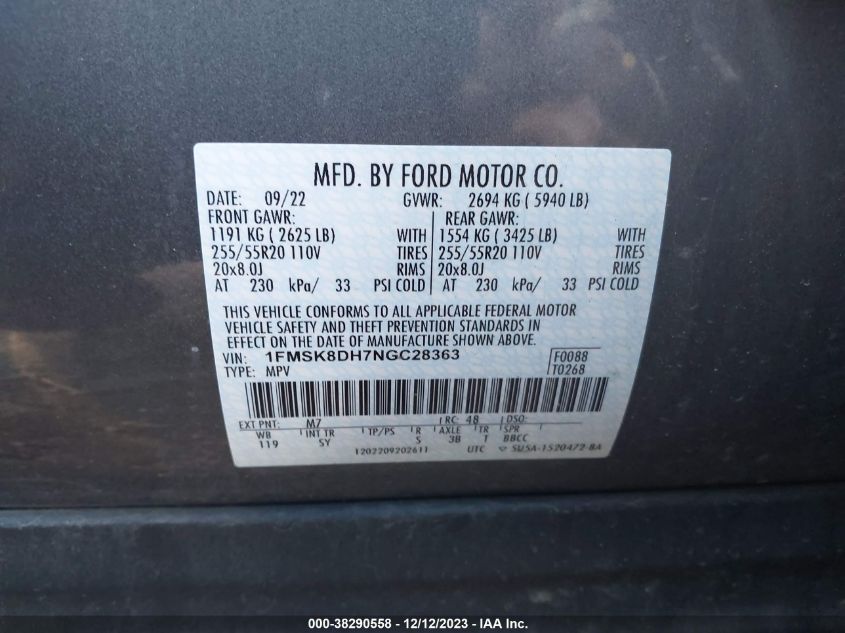 MFD. BY FORD MOTOR CO.
DATE: 09/22 GVWR: 2694 KG ( 5940 LB)
FRONT GAWR: REAR GAWR:
1191 KG ( 2625 LB) WITH 1554 KG ( 3425 LB) WITH
255/55R20 110V TIRES 255/55R20 110V TIRES
20x8.0J RIMS 20x8.0J RIMS
AT 230 kPa/ 33 PSI COLD AT 230 kPa/ 33 PSI COLD
THIS VEHICLE CONFORMS TO ALL APPLICABLE FEDERAL MOTOR
VEHICLE SAFETY AND THEFT PREVENTION STANDARDS IN
EFFECT ON THE DATE OF MANUFACTURE SHOWN ABOVE.
VIN: 1FMSK8DH7NGC28363 F0088
TYPE: MPV T0268
EXT PNT: M7 RC: 48 DSO:
WB INT TR TP/PS R AXLE TR SPR
119 SY S 3B T BBCC
1202209202611 UTC SU5A-1520472-BA
000-38290558 - 12/12/2023 - IAA Inc.